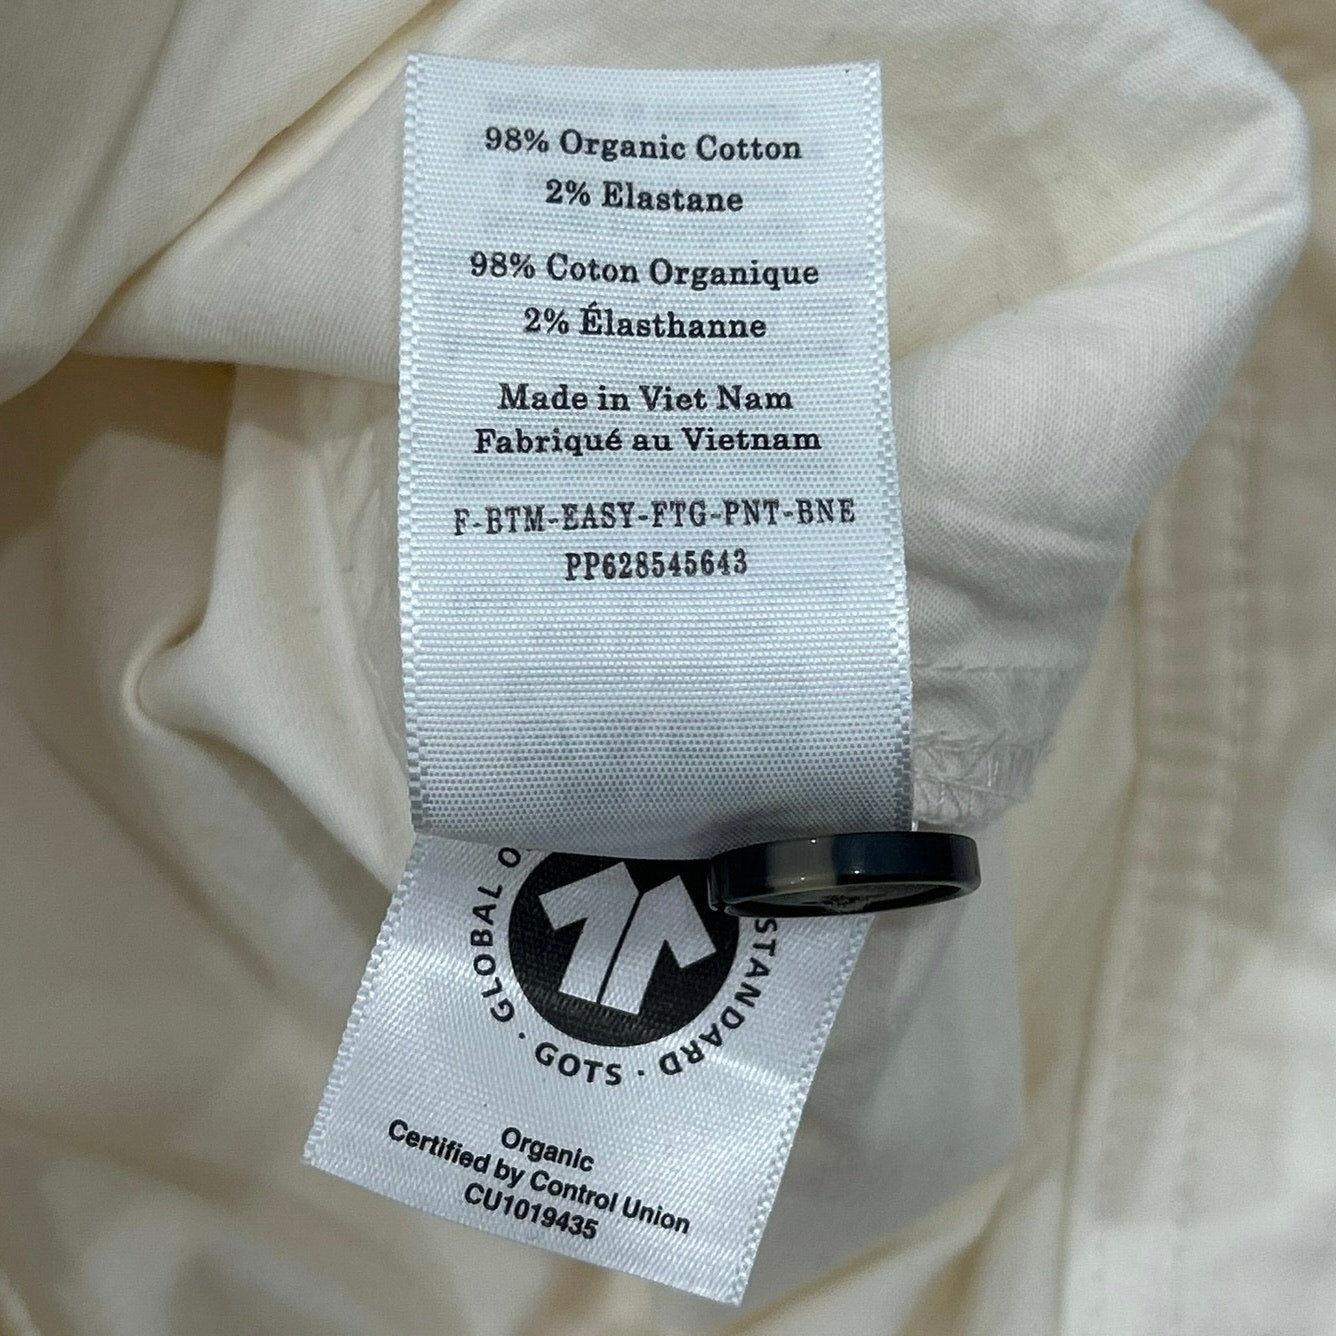 98% Organic Cotton
2% Elastane
98% Coton Organique
2% Élasthanne
Made in Viet Nam
Fabriqué au Vietnam
F-BTM-EASY-FTG-PNT-BNE
PP628545643
GLOBAL
STANDARD · GOTS ·
Organic
Certified by Control Union
CU1019435